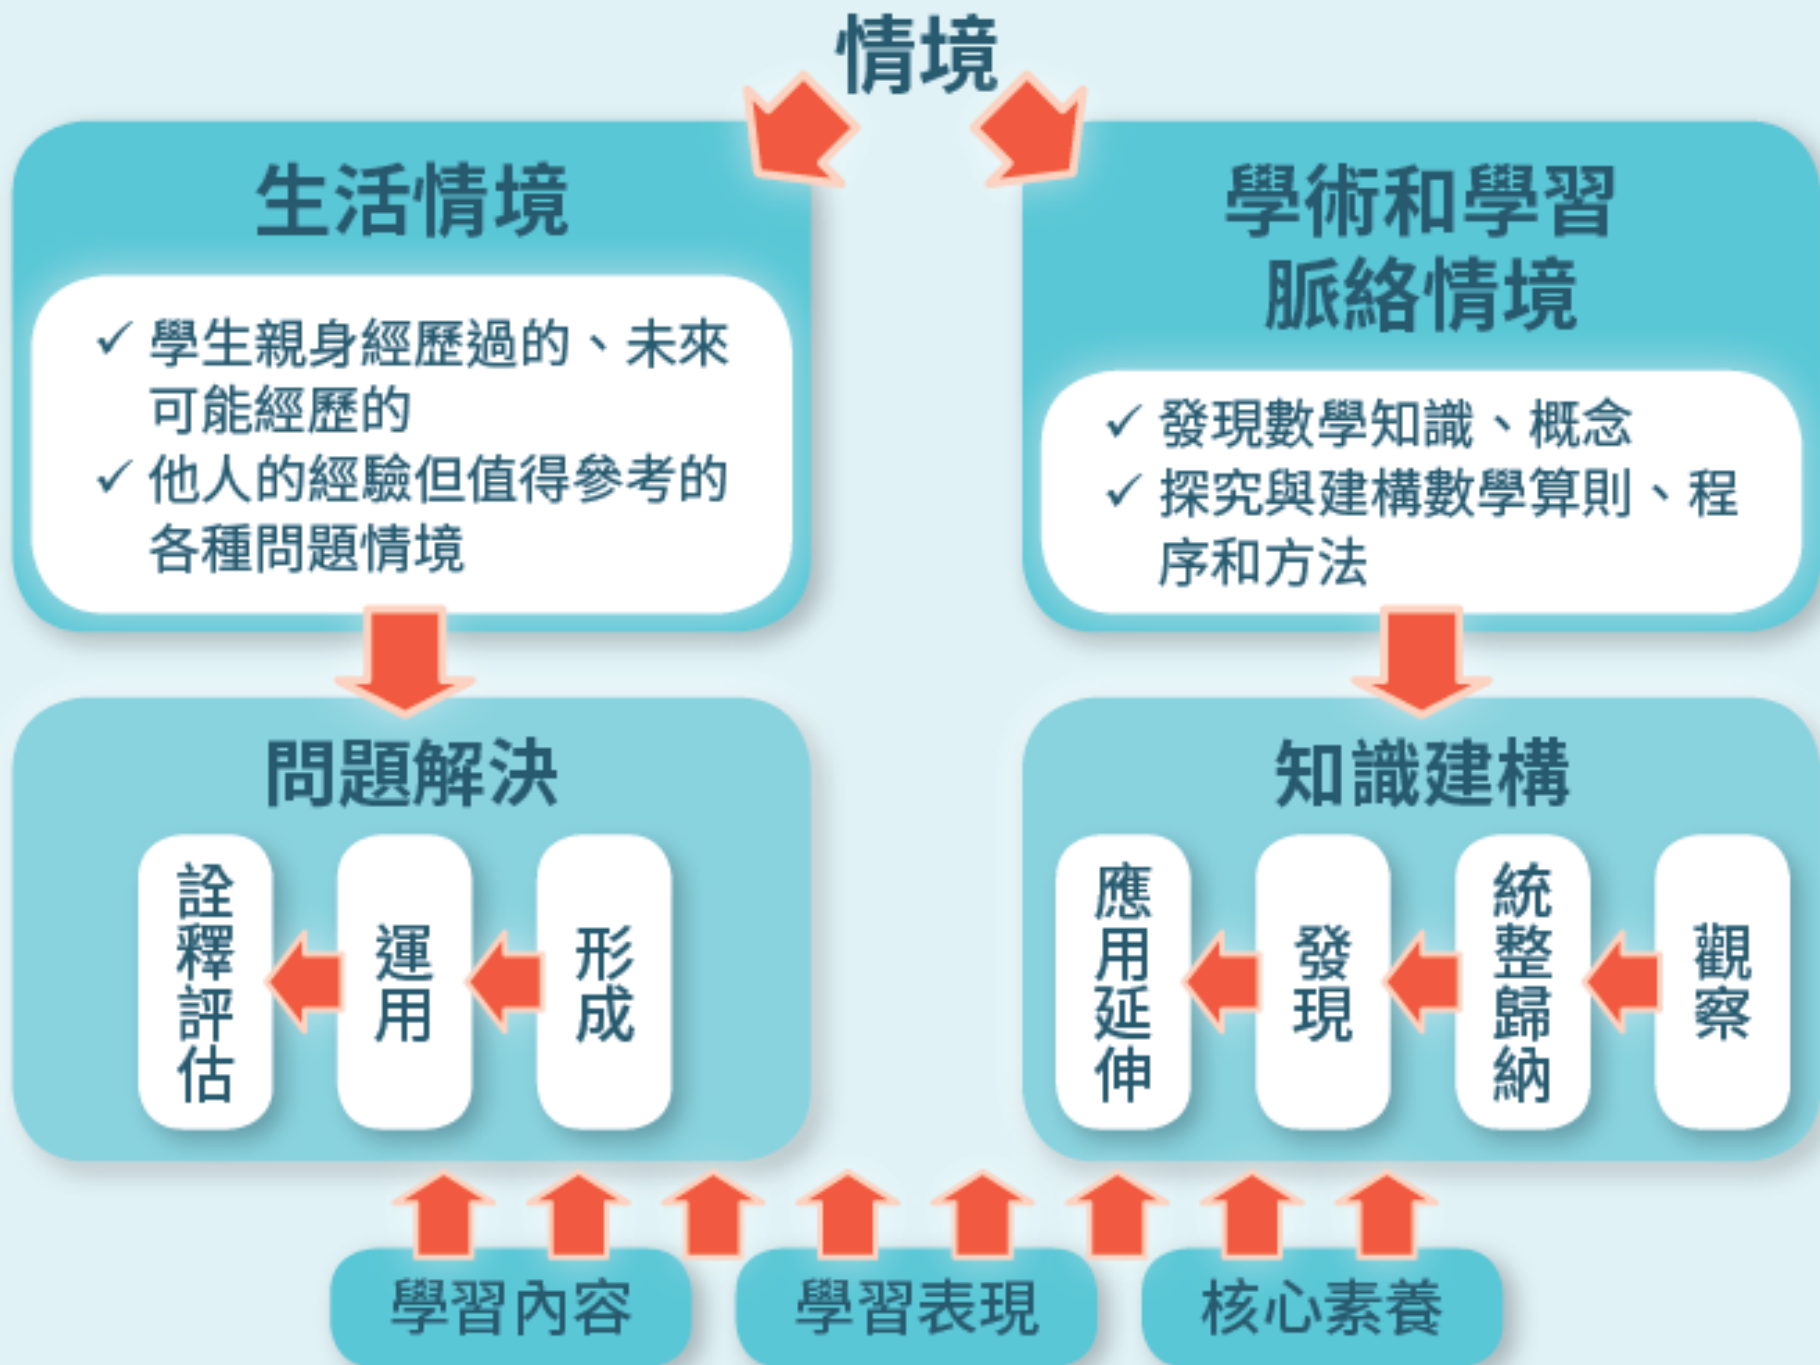 情境
生活情境
✓ 學生親身經歷過的、未來
可能經歷的
✓ 他人的經驗但值得參考的
各種問題情境
學術和學習
脈絡情境
✓ 發現數學知識、概念
✓ 探究與建構數學算則、程
序和方法
問題解決
形成
運用
詮釋評估
知識建構
觀察
統整歸納
發現
應用延伸
學習內容
學習表現
核心素養